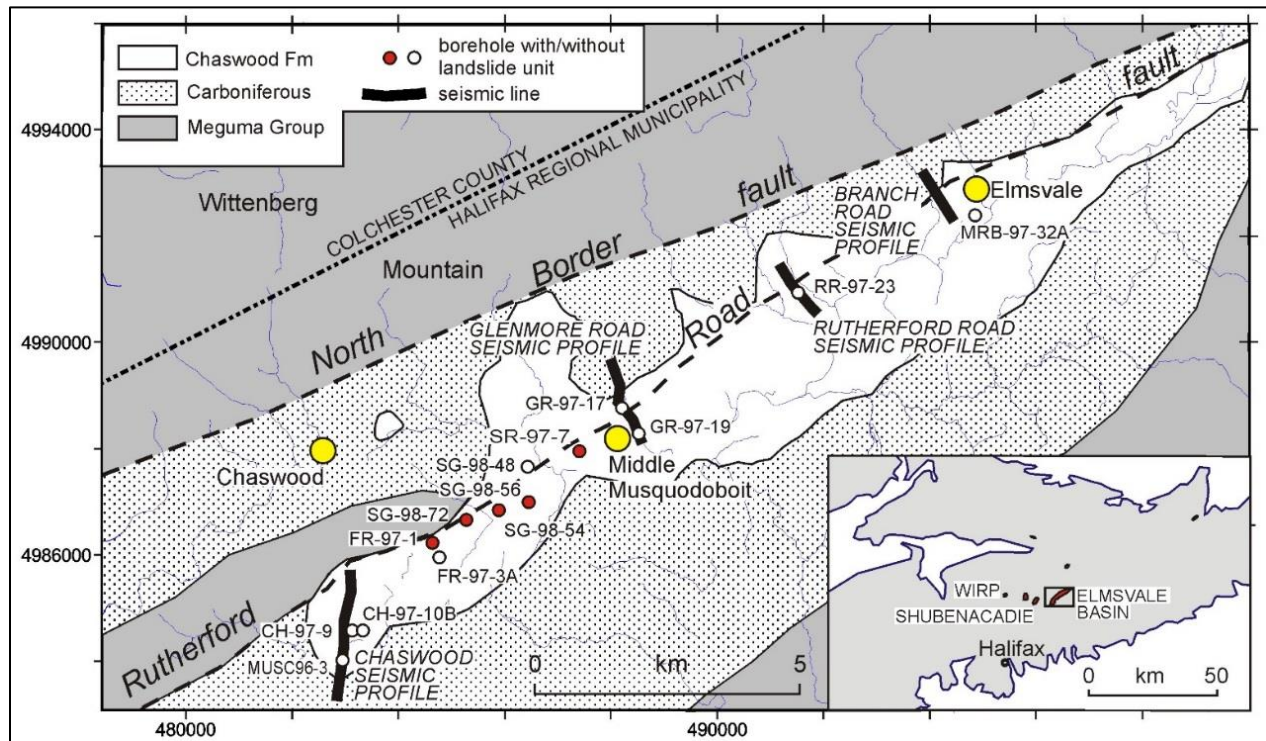 Chaswood Fm
Carboniferous
Meguma Group
borehole with/without
landslide unit
seismic line
4994000
4990000
4986000
480000
490000
COLCHESTER COUNTY
HALIFAX REGIONAL MUNICIPALITY
Wittenberg
Mountain
North Border fault
Rutherford Road fault
BRANCH
ROAD
SEISMIC
PROFILE
Elmsvale
MRB-97-32A
RR-97-23
RUTHERFORD ROAD
SEISMIC PROFILE
GLENMORE ROAD
SEISMIC PROFILE
GR-97-17
GR-97-19
SR-97-7
Middle
Musquodoboit
Chaswood
SG-98-48
SG-98-56
SG-98-54
SG-98-72
FR-97-1
FR-97-3A
CH-97-10B
CH-97-9
MUSC96-3
CHASWOOD
SEISMIC
PROFILE
0 km 5
WIRP
SHUBENACADIE
ELMSVALE
BASIN
Halifax
km
0 50